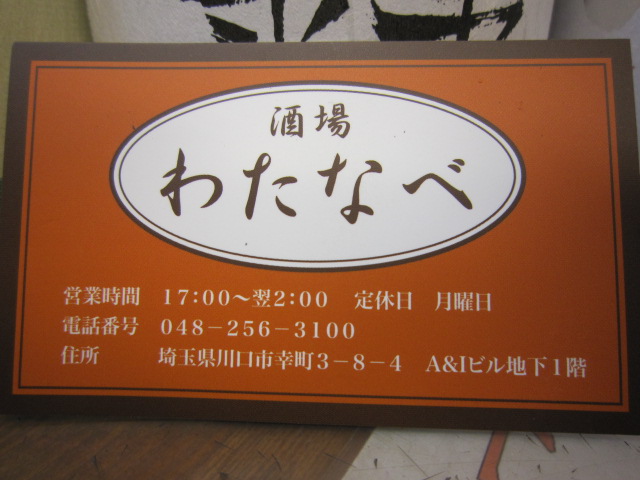 酒場
わたなべ
営業時間 17:00〜翌2:00 定休日 月曜日
電話番号 048−256−3100
住所 埼玉県川口市幸町3−8−4 A&Iビル地下1階